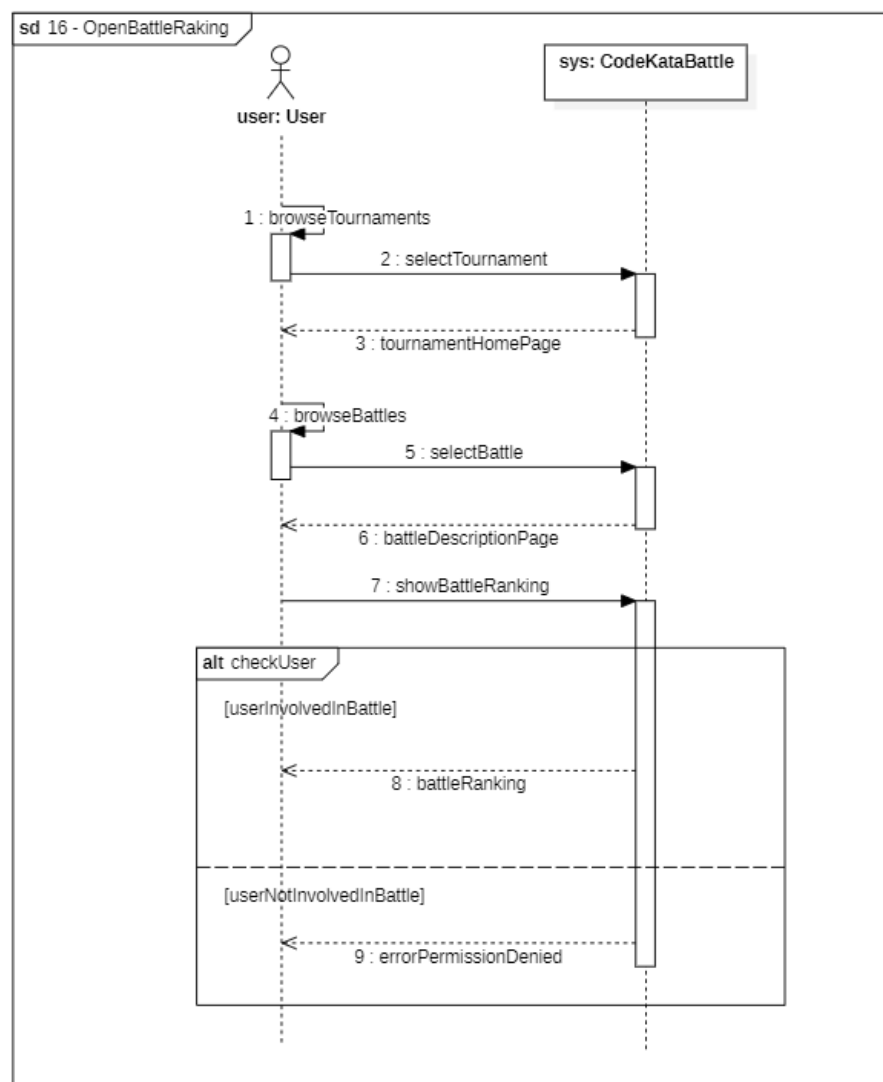 sd 16 - OpenBattleRaking
sys: CodeKataBattle
user: User
1 : browseTournaments
2 : selectTournament
3 : tournamentHomePage
4 : browseBattles
5 : selectBattle
6 : battleDescriptionPage
7 : showBattleRanking
alt checkUser
[userInvolvedInBattle]
8 : battleRanking
[userNotInvolvedInBattle]
9 : errorPermissionDenied